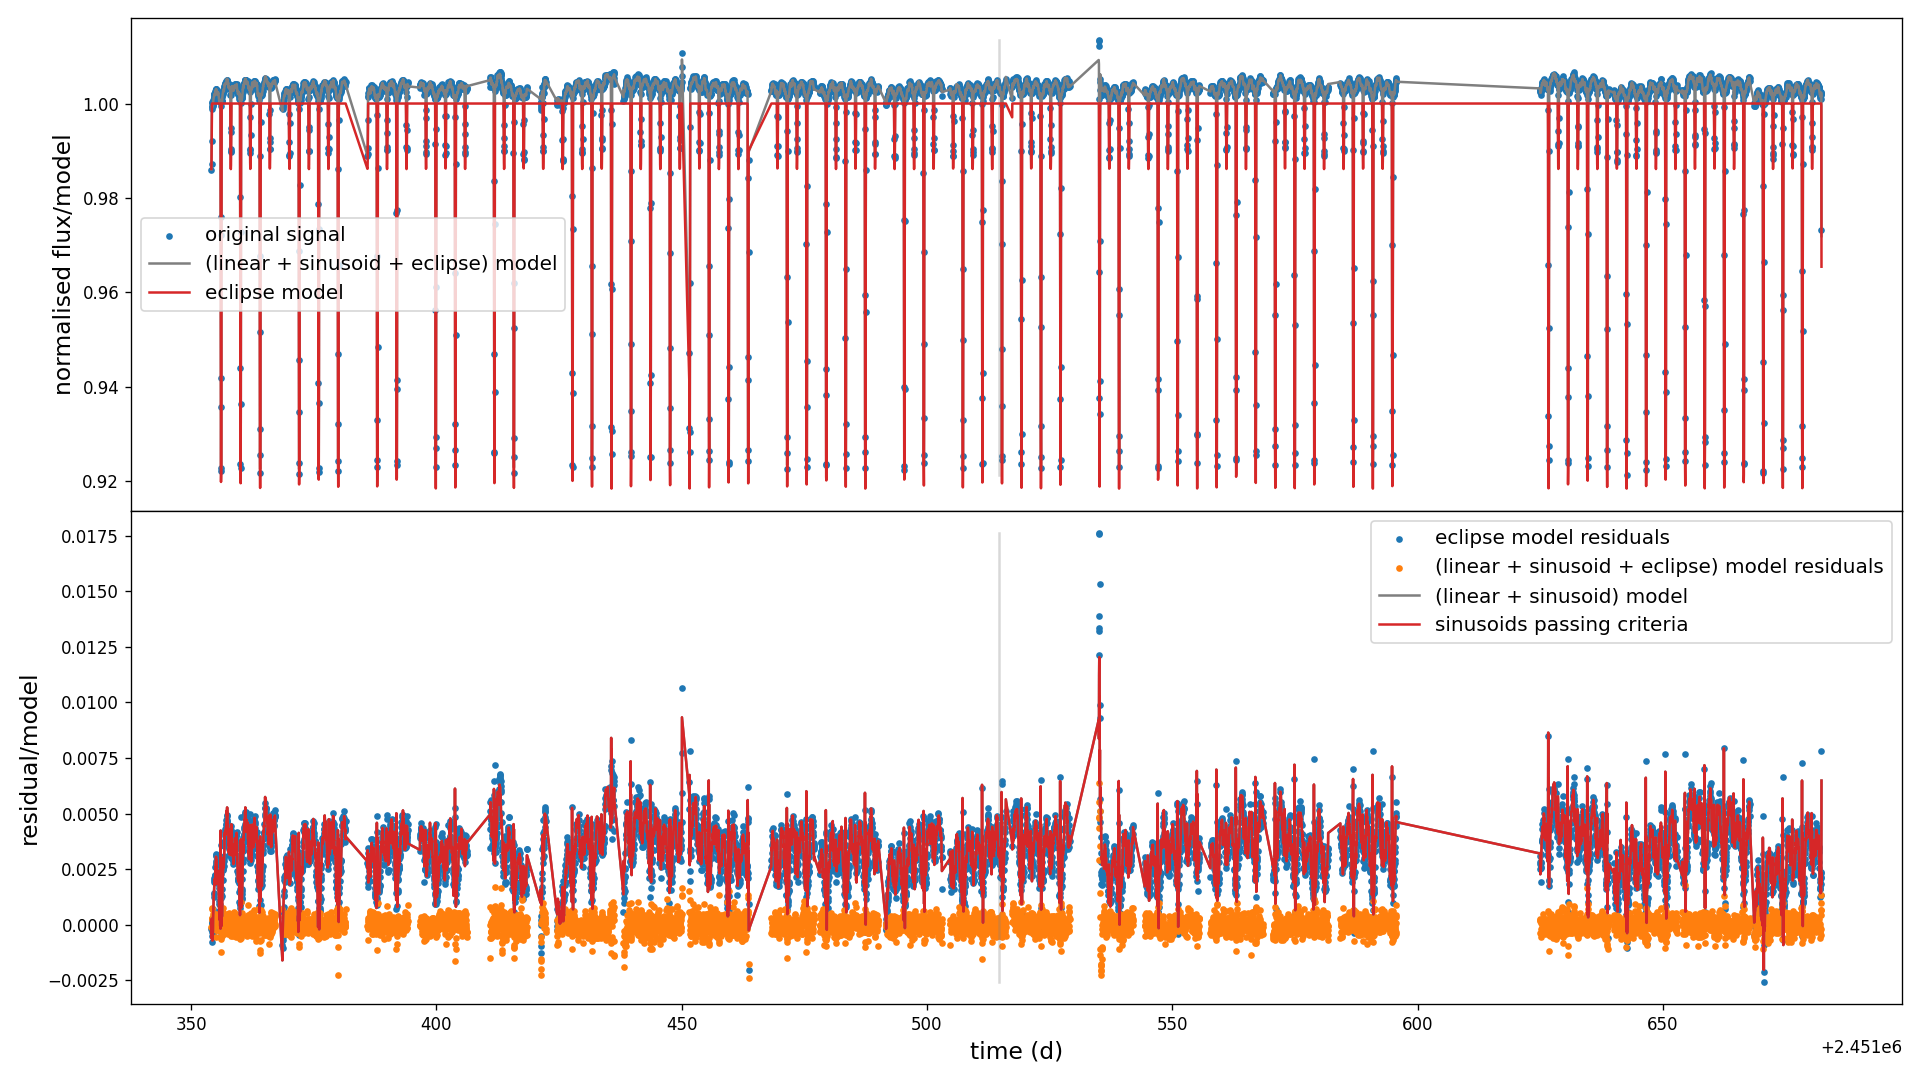 normalised flux/model
1.00
0.98
0.96
0.94
0.92
original signal
(linear + sinusoid + eclipse) model
eclipse model
residual/model
0.0175
0.0150
0.0125
0.0100
0.0075
0.0050
0.0025
0.0000
−0.0025
eclipse model residuals
(linear + sinusoid + eclipse) model residuals
(linear + sinusoid) model
sinusoids passing criteria
350 400 450 500 550 600 650
+2.451e6
time (d)